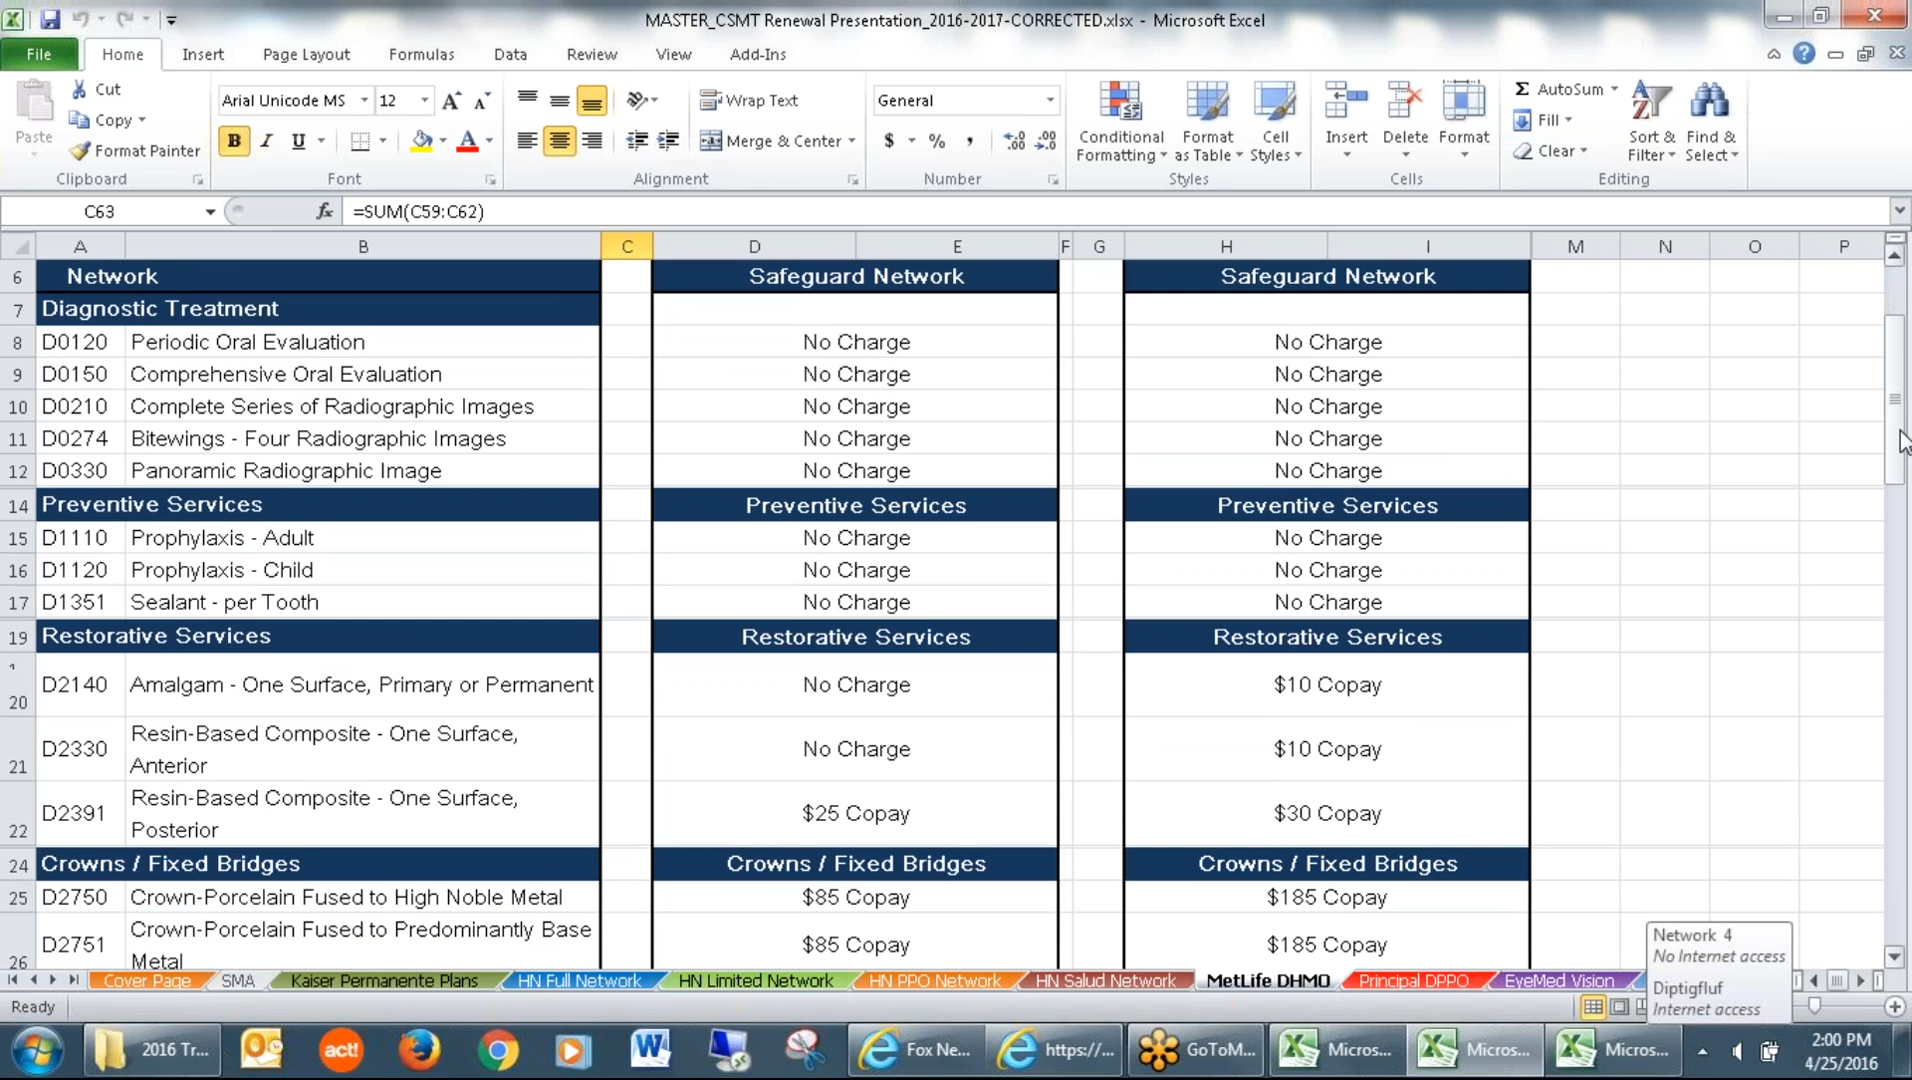 MASTER_CSMT Renewal Presentation_2016-2017-CORRECTED.xlsx - Microsoft Excel
File Home Insert Page Layout Formulas Data Review View Add-Ins
Paste
Cut
Copy
Format Painter
Clipboard
Arial Unicode MS 12
B I U
Font
Wrap Text
Merge & Center
Alignment
General
$ % ,
Number
Conditional Formatting
Format as Table
Cell Styles
Styles
Insert Delete Format
Cells
AutoSum
Fill
Clear
Sort & Filter
Find & Select
Editing
C63 fx =SUM(C59:C62)
A B C D E F G H I M N O P
6 Network Safeguard Network Safeguard Network
7 Diagnostic Treatment
8 D0120 Periodic Oral Evaluation No Charge No Charge
9 D0150 Comprehensive Oral Evaluation No Charge No Charge
10 D0210 Complete Series of Radiographic Images No Charge No Charge
11 D0274 Bitewings - Four Radiographic Images No Charge No Charge
12 D0330 Panoramic Radiographic Image No Charge No Charge
14 Preventive Services Preventive Services Preventive Services
15 D1110 Prophylaxis - Adult No Charge No Charge
16 D1120 Prophylaxis - Child No Charge No Charge
17 D1351 Sealant - per Tooth No Charge No Charge
19 Restorative Services Restorative Services Restorative Services
20 D2140 Amalgam - One Surface, Primary or Permanent No Charge $10 Copay
21 D2330 Resin-Based Composite - One Surface, Anterior No Charge $10 Copay
22 D2391 Resin-Based Composite - One Surface, Posterior $25 Copay $30 Copay
24 Crowns / Fixed Bridges Crowns / Fixed Bridges Crowns / Fixed Bridges
25 D2750 Crown-Porcelain Fused to High Noble Metal $85 Copay $185 Copay
26 D2751 Crown-Porcelain Fused to Predominantly Base Metal $85 Copay $185 Copay
Network 4
No Internet access
Diptigfluf
Internet access
Cover Page SMA Kaiser Permanente Plans HN Full Network HN Limited Network HN PPO Network HN Salud Network MetLife DHMO Principal DPPO EyeMed Vision
Ready
2016 Tr... act! Fox Ne... https://... GoToM... Micros... Micros... Micros...
2:00 PM
4/25/2016